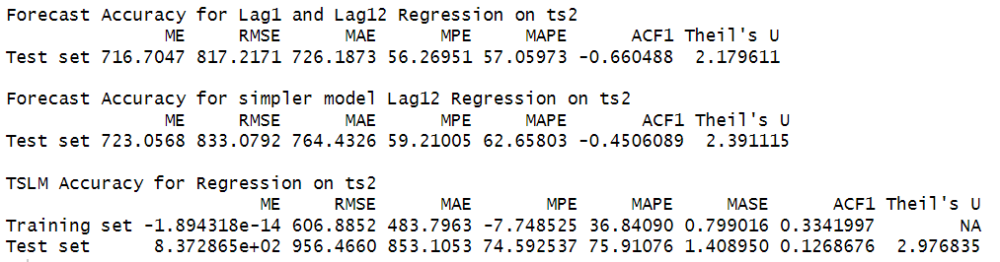 Forecast Accuracy for Lag1 and Lag12 Regression on ts2
ME RMSE MAE MPE MAPE ACF1 Theil's U
Test set 716.7047 817.2171 726.1873 56.26951 57.05973 -0.660488 2.179611
Forecast Accuracy for simpler model Lag12 Regression on ts2
ME RMSE MAE MPE MAPE ACF1 Theil's U
Test set 723.0568 833.0792 764.4326 59.21005 62.65803 -0.4506089 2.391115
TSLM Accuracy for Regression on ts2
ME RMSE MAE MPE MAPE MASE ACF1 Theil's U
Training set -1.894318e-14 606.8852 483.7963 -7.748525 36.84090 0.799016 0.3341997 NA
Test set 8.372865e+02 956.4660 853.1053 74.592537 75.91076 1.408950 0.1268676 2.976835